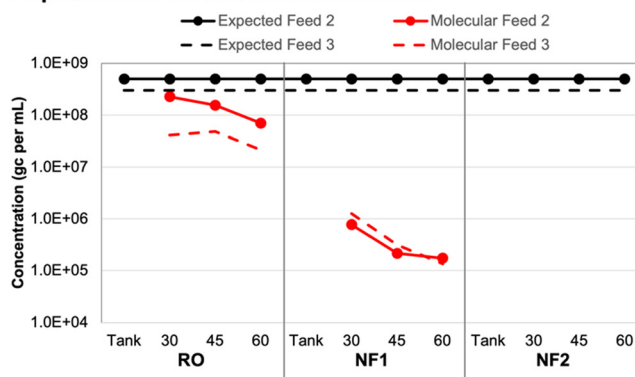 Expected Feed 2 Molecular Feed 2
Expected Feed 3 Molecular Feed 3
1.0E+09
1.0E+08
1.0E+07
1.0E+06
1.0E+05
1.0E+04
Concentration (gc per mL)
Tank 30 45 60 Tank 30 45 60 Tank 30 45 60
RO NF1 NF2